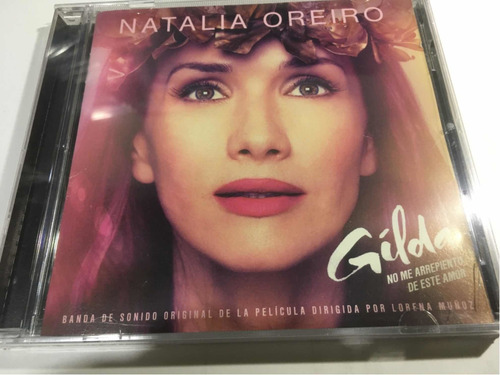 NATALIA OREIRO
Gilda
NO ME ARREPIENTO
DE ESTE AMOR
BANDA DE SONIDO ORIGINAL DE LA PELÍCULA DIRIGIDA POR LORENA MUÑOZ